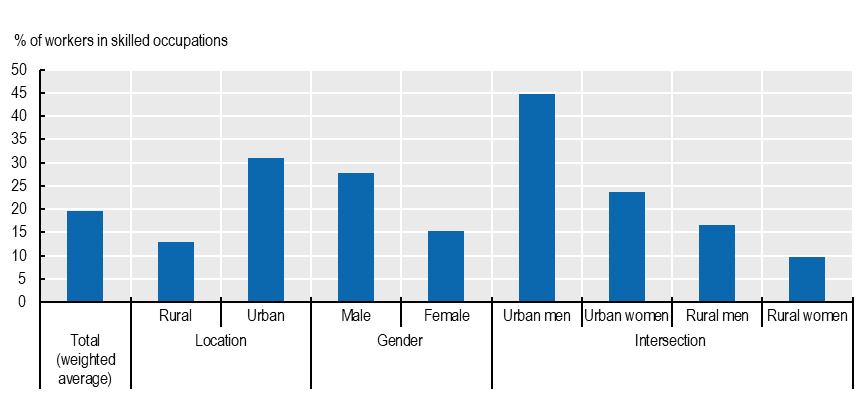 % of workers in skilled occupations
50
45
40
35
30
25
20
15
10
5
0
Rural Urban Male Female Urban men Urban women Rural men Rural women
Total Location Gender Intersection
(weighted
average)